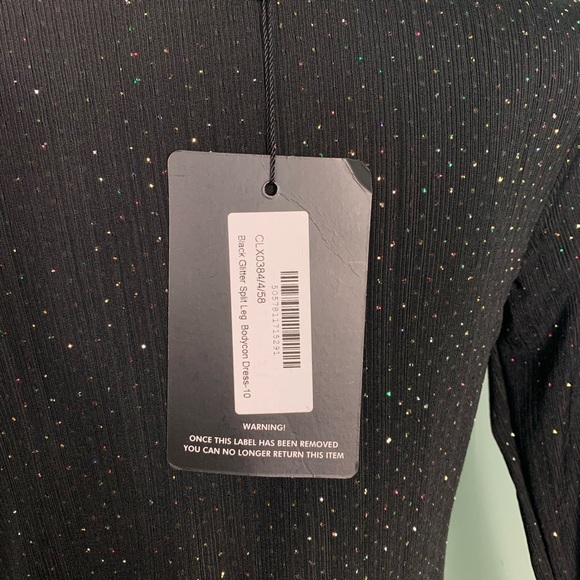 CLX0384/4/58
Black Glitter Split Leg  Bodycon Dress-10
5057811715291
WARNING!
ONCE THIS LABEL HAS BEEN REMOVED
YOU CAN NO LONGER RETURN THIS ITEM